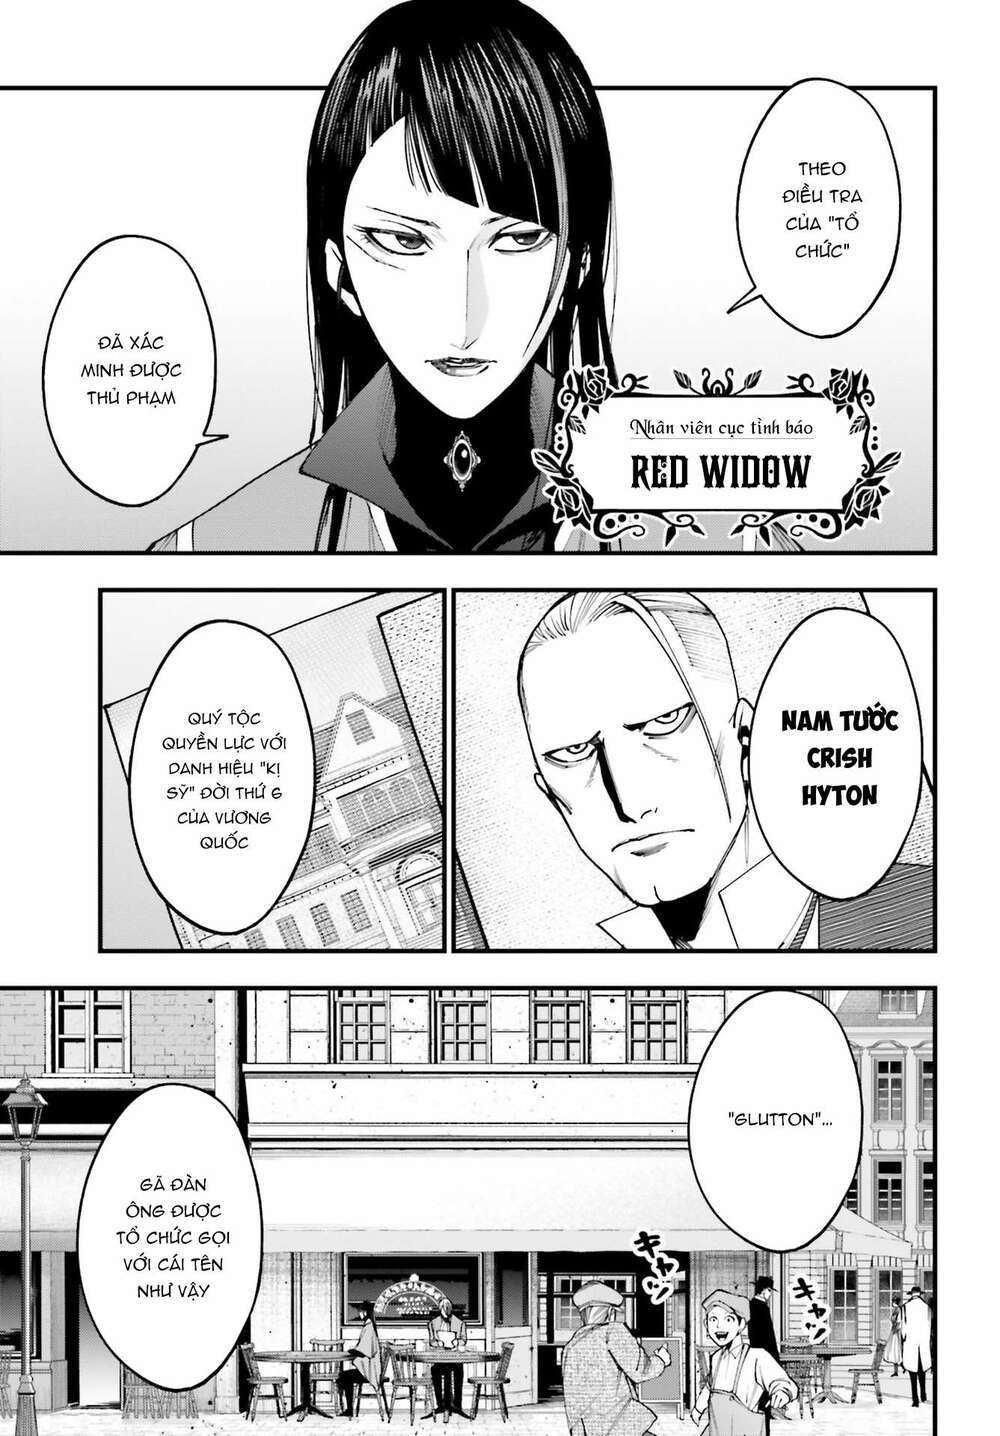 THEO
ĐIỀU TRA
CỦA "TỔ
CHỨC"
ĐÃ XÁC
MINH ĐƯỢC
THỦ PHẠM
Nhân viên cục tình báo
RED WIDOW
NAM TƯỚC
CRISH
HYTON
QUÝ TỘC
QUYỀN LỰC VỚI
DANH HIỆU "KỊ
SỸ" ĐỜI THỨ 6
CỦA VƯƠNG
QUỐC
"GLUTTON"...
GÃ ĐÀN
ÔNG ĐƯỢC
TỔ CHỨC GỌI
VỚI CÁI TÊN
NHƯ VẬY
キャッ
キャッ